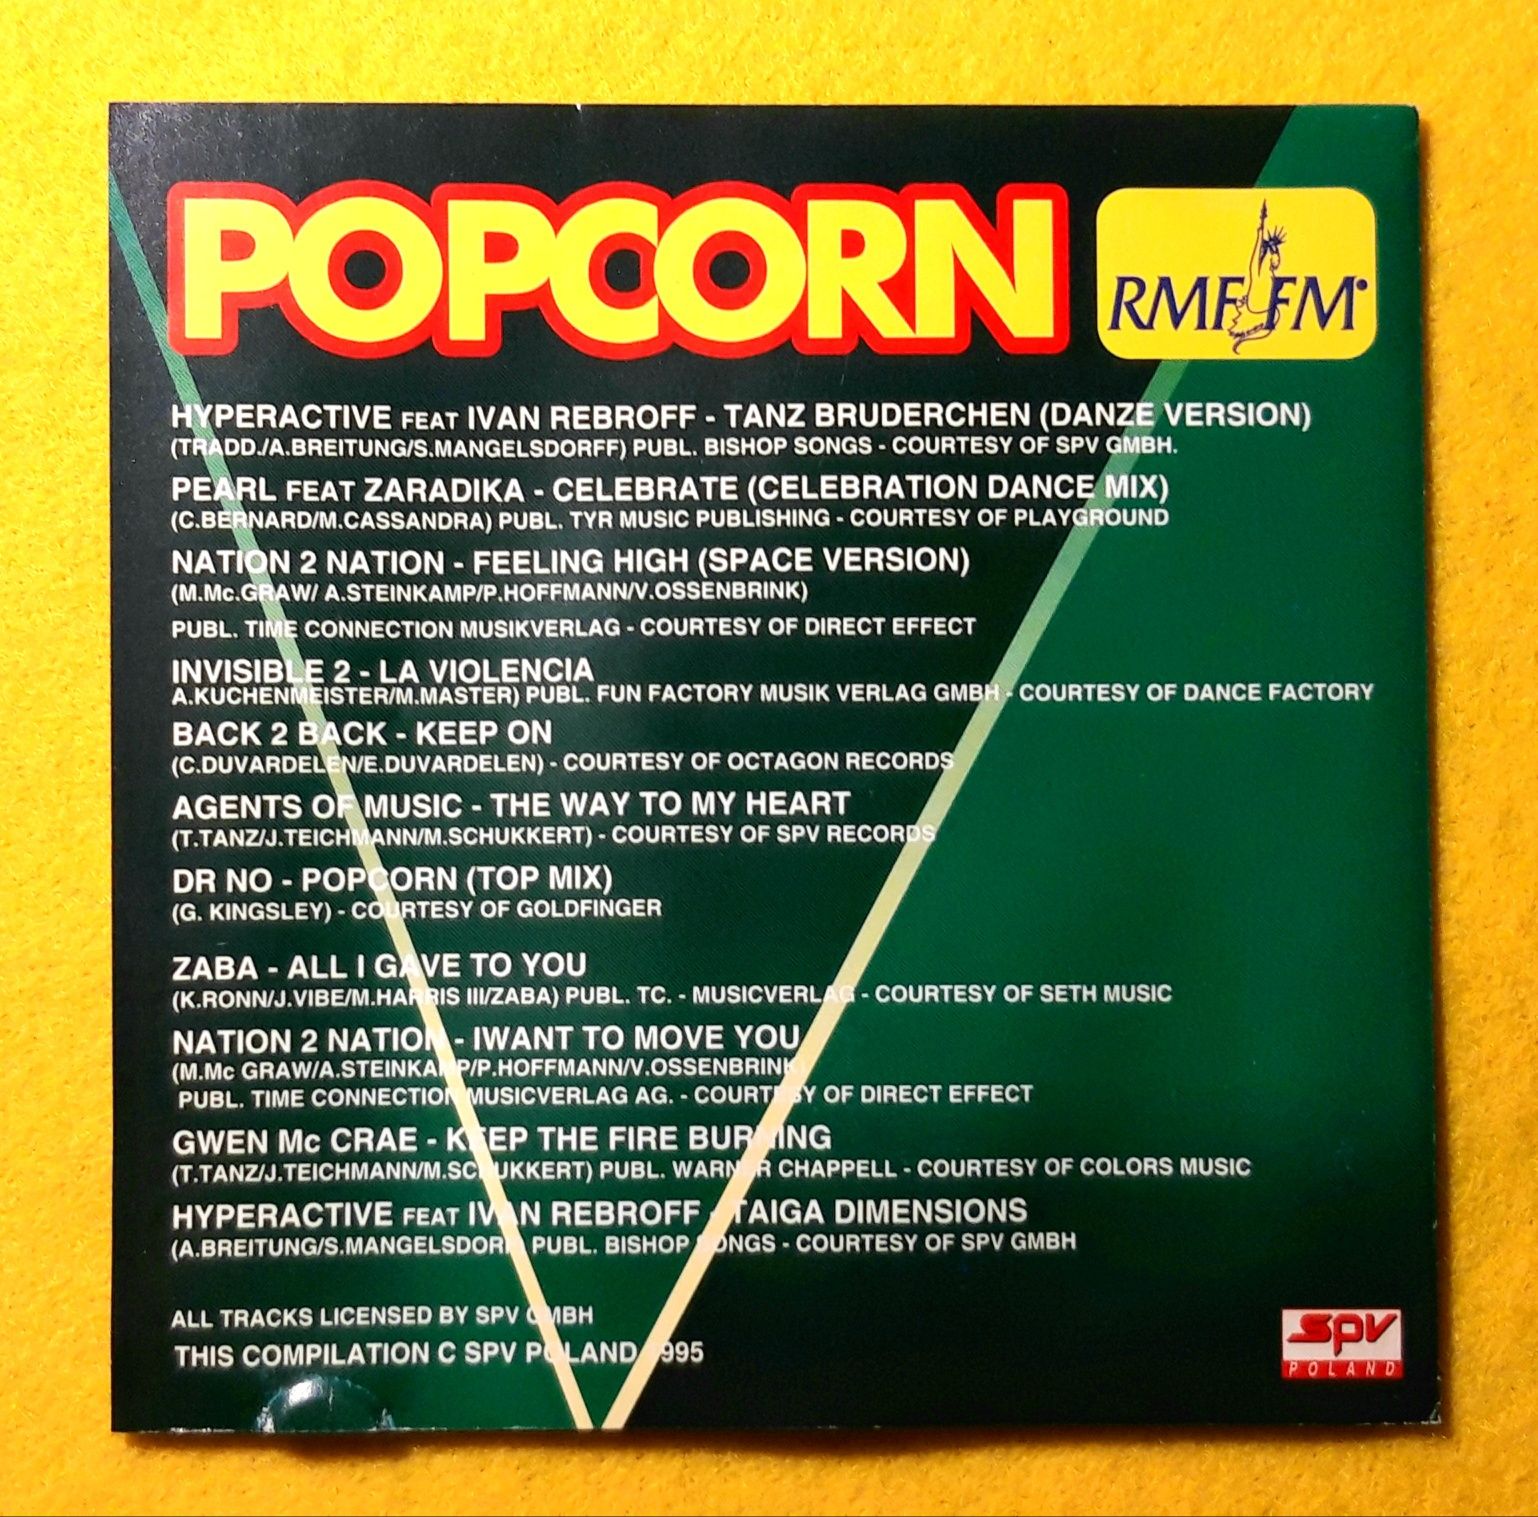 POPCORN
RMF FM
HYPERACTIVE FEAT IVAN REBROFF - TANZ BRUDERCHEN (DANZE VERSION)
(TRADD./A.BREITUNG/S.MANGELSDORFF) PUBL. BISHOP SONGS - COURTESY OF SPV GMBH.
PEARL FEAT ZARADIKA - CELEBRATE (CELEBRATION DANCE MIX)
(C.BERNARD/M.CASSANDRA) PUBL. TYR MUSIC PUBLISHING - COURTESY OF PLAYGROUND
NATION 2 NATION - FEELING HIGH (SPACE VERSION)
(M.Mc.GRAW/ A.STEINKAMP/P.HOFFMANN/V.OSSENBRINK)
PUBL. TIME CONNECTION MUSIKVERLAG - COURTESY OF DIRECT EFFECT
INVISIBLE 2 - LA VIOLENCIA
A.KUCHENMEISTER/M.MASTER) PUBL. FUN FACTORY MUSIK VERLAG GMBH - COURTESY OF DANCE FACTORY
BACK 2 BACK - KEEP ON
(C.DUVARDELEN/E.DUVARDELEN) - COURTESY OF OCTAGON RECORDS
AGENTS OF MUSIC - THE WAY TO MY HEART
(T.TANZ/J.TEICHMANN/M.SCHUKKERT) - COURTESY OF SPV RECORDS
DR NO - POPCORN (TOP MIX)
(G. KINGSLEY) - COURTESY OF GOLDFINGER
ZABA - ALL I GAVE TO YOU
(K.RONN/J.VIBE/M.HARRIS III/ZABA) PUBL. TC. - MUSICVERLAG - COURTESY OF SETH MUSIC
NATION 2 NATION - IWANT TO MOVE YOU
(M.Mc GRAW/A.STEINKAMP/P.HOFFMANN/V.OSSENBRINK)
PUBL. TIME CONNECTION MUSICVERLAG AG. - COURTESY OF DIRECT EFFECT
GWEN Mc CRAE - KEEP THE FIRE BURNING
(T.TANZ/J.TEICHMANN/M.SCHUKKERT) PUBL. WARNER CHAPPELL - COURTESY OF COLORS MUSIC
HYPERACTIVE FEAT IVAN REBROFF - TAIGA DIMENSIONS
(A.BREITUNG/S.MANGELSDORF) PUBL. BISHOP SONGS - COURTESY OF SPV GMBH
ALL TRACKS LICENSED BY SPV GMBH
THIS COMPILATION C SPV POLAND 1995
spv
POLAND